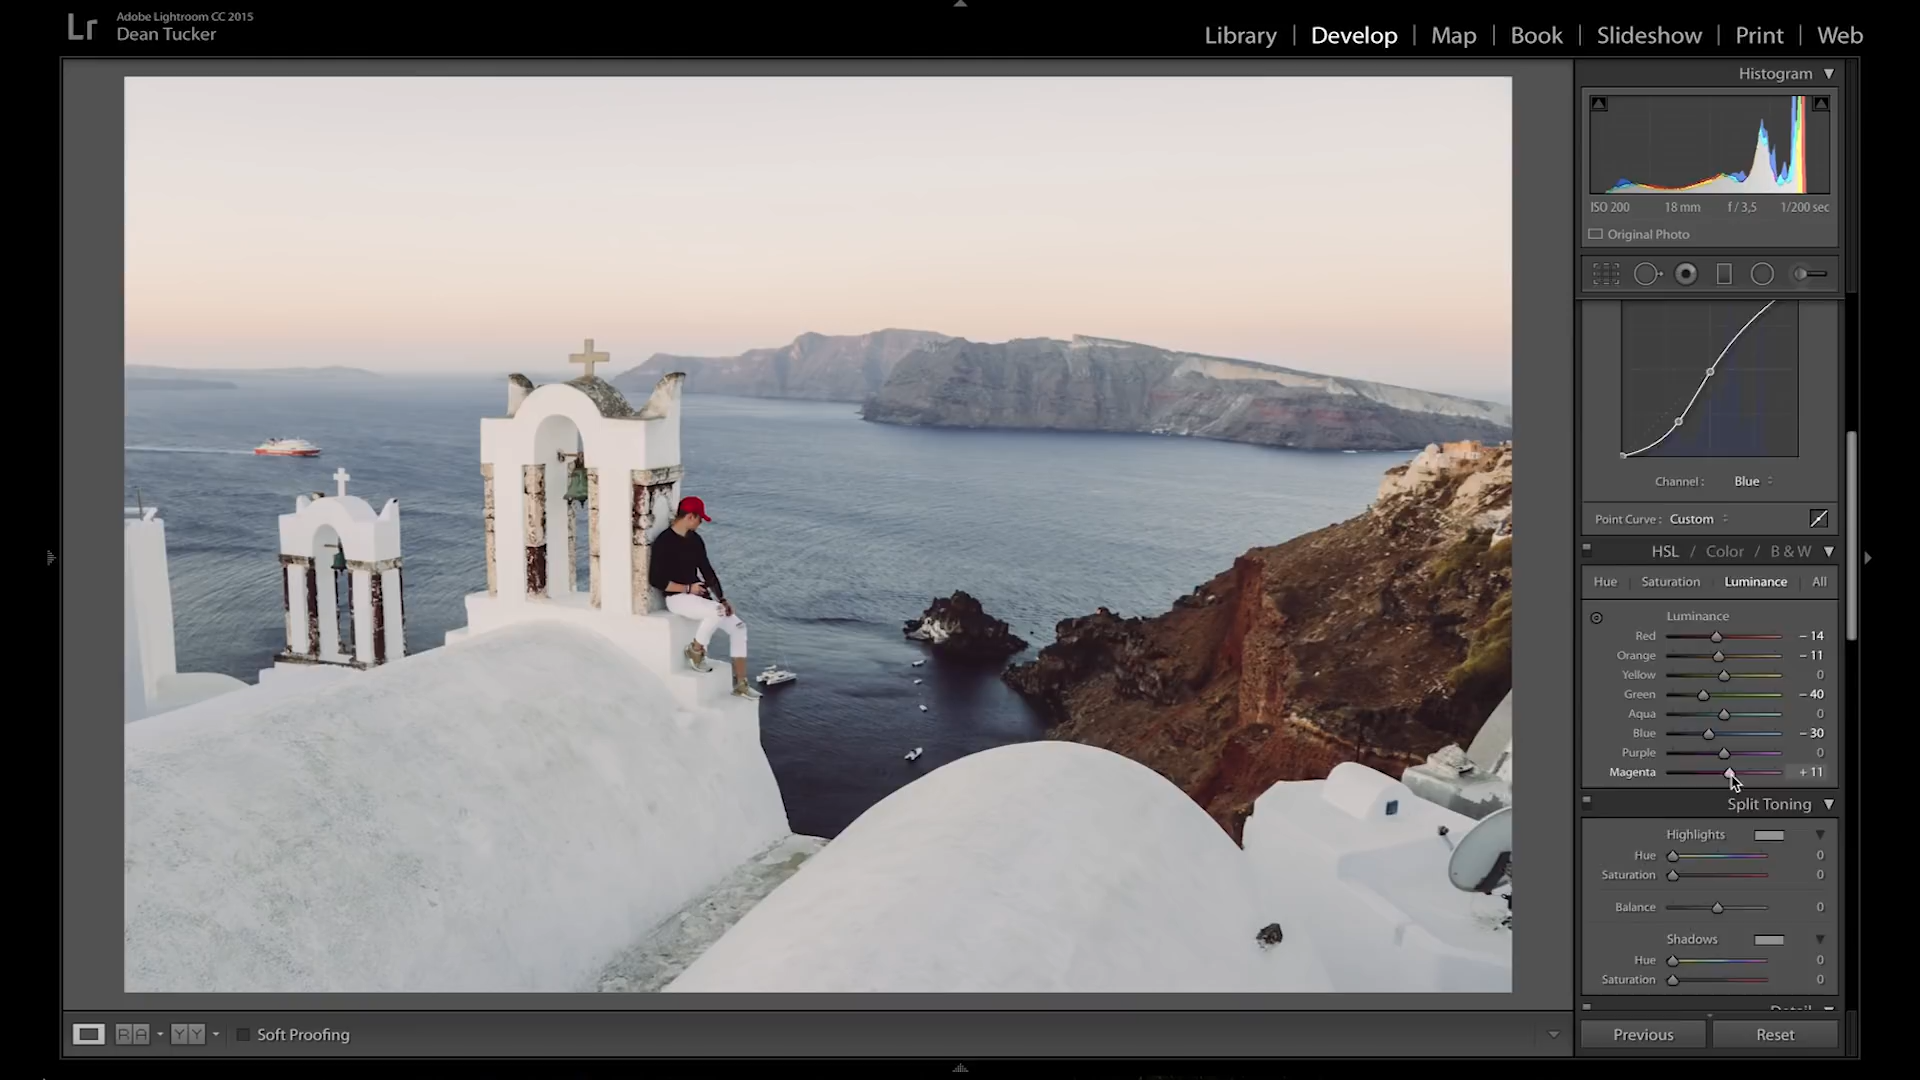 Lr
Adobe Lightroom CC 2015
Dean Tucker
Library | Develop | Map | Book | Slideshow | Print | Web
Histogram
ISO 200 18 mm f / 3,5 1/200 sec
Original Photo
Channel : Blue
Point Curve : Custom
HSL / Color / B & W
Hue Saturation Luminance All
Luminance
Red − 14
Orange − 11
Yellow 0
Green − 40
Aqua 0
Blue − 30
Purple 0
Magenta + 11
Split Toning
Highlights
Hue 0
Saturation 0
Balance 0
Shadows
Hue 0
Saturation 0
Detail
Previous Reset
R A Y Y Soft Proofing